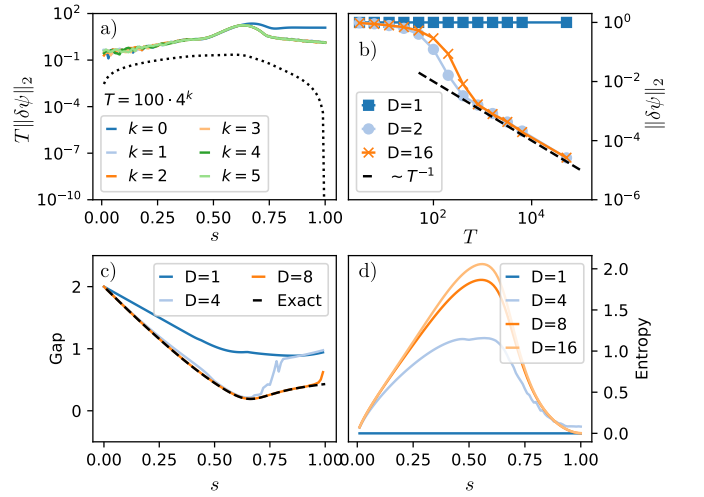 a)
10^2
10^-1
10^-4
10^-7
10^-10
T||δψ||_2
T = 100 · 4^k
k = 0
k = 1
k = 2
k = 3
k = 4
k = 5
0.00 0.25 0.50 0.75 1.00
s
b)
10^0
10^-2
10^-4
10^-6
||δψ||_2
D=1
D=2
D=16
~ T^-1
10^2 10^4
T
c)
2
1
0
Gap
D=1
D=4
D=8
Exact
0.00 0.25 0.50 0.75 1.00
s
d)
D=1
D=4
D=8
D=16
2.0
1.5
1.0
0.5
0.0
Entropy
0.00 0.25 0.50 0.75 1.00
s